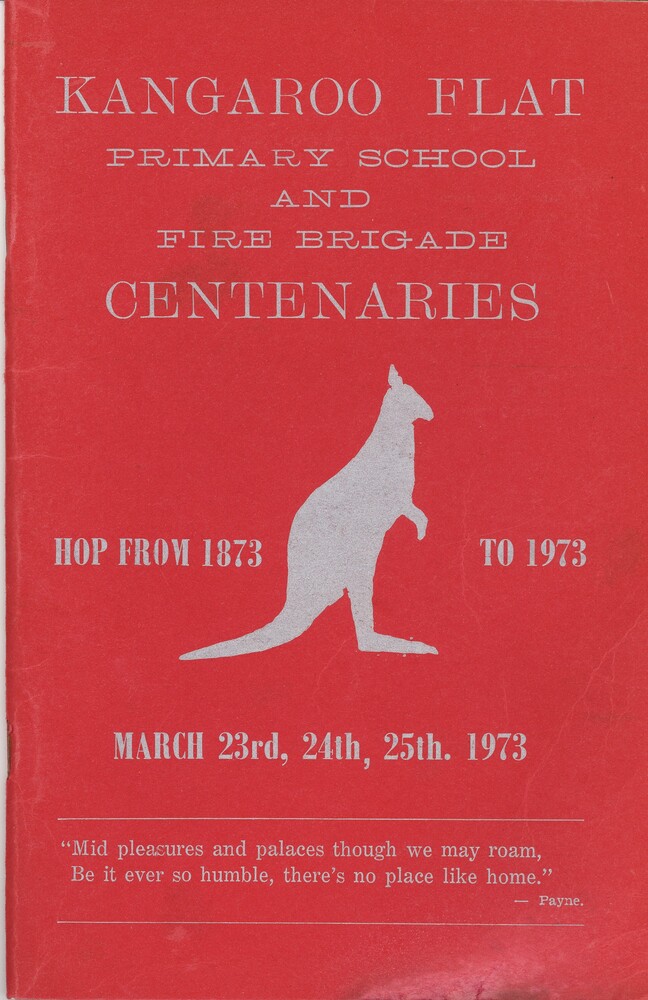 KANGAROO FLAT
PRIMARY SCHOOL
AND
FIRE BRIGADE
CENTENARIES
HOP FROM 1873 TO 1973
MARCH 23rd, 24th, 25th. 1973
“Mid pleasures and palaces though we may roam,
Be it ever so humble, there's no place like home.”
— Payne.